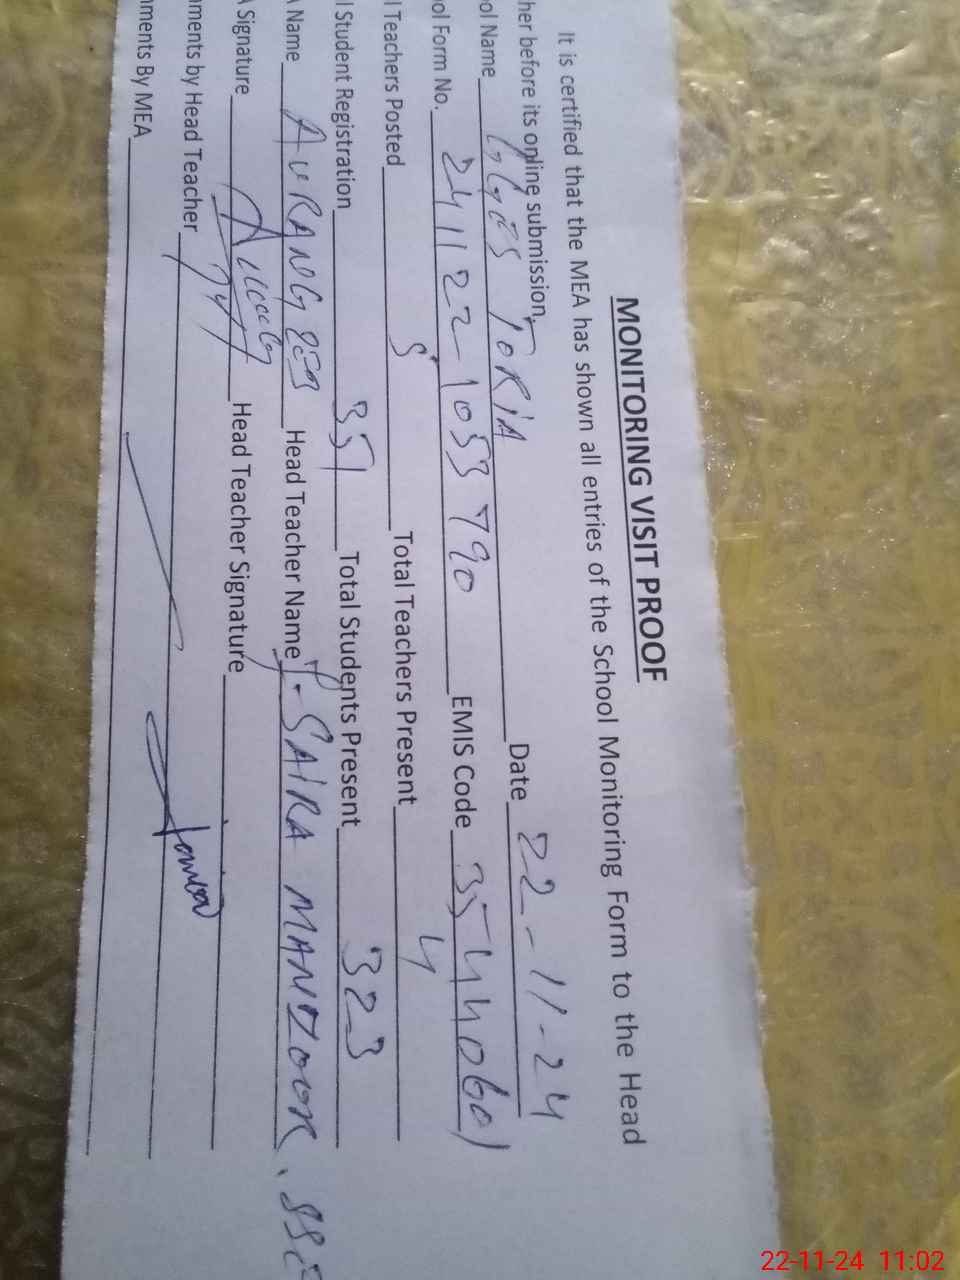 MONITORING VISIT PROOF
It is certified that the MEA has shown all entries of the School Monitoring Form to the Head
her before its online submission.
ol Name GGES TORIA Date 22-11-24
ol Form No. 241122-1053790 EMIS Code 35440601
l Teachers Posted 5 Total Teachers Present 4
l Student Registration 351 Total Students Present 323
A Name AURANGZEB Head Teacher Name SAIRA MANZOOR. SSE
A Signature Head Teacher Signature
ments by Head Teacher
ments By MEA
22-11-24 11:02